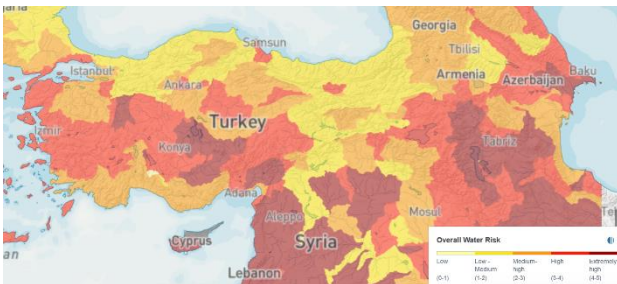 garia
Georgia
Samsun
Tbilisi
Istanbul
Armenia
Azerbaijan
Baku
Ankara
Turkey
Izmir
Konya
Tabriz
Adana
Aleppo
Mosul
Cyprus
Syria
an
Lebanon
Overall Water Risk
Low Low - Medium Medium- high High Extremely high
(0-1) (1-2) (2-3) (3-4) (4-5)